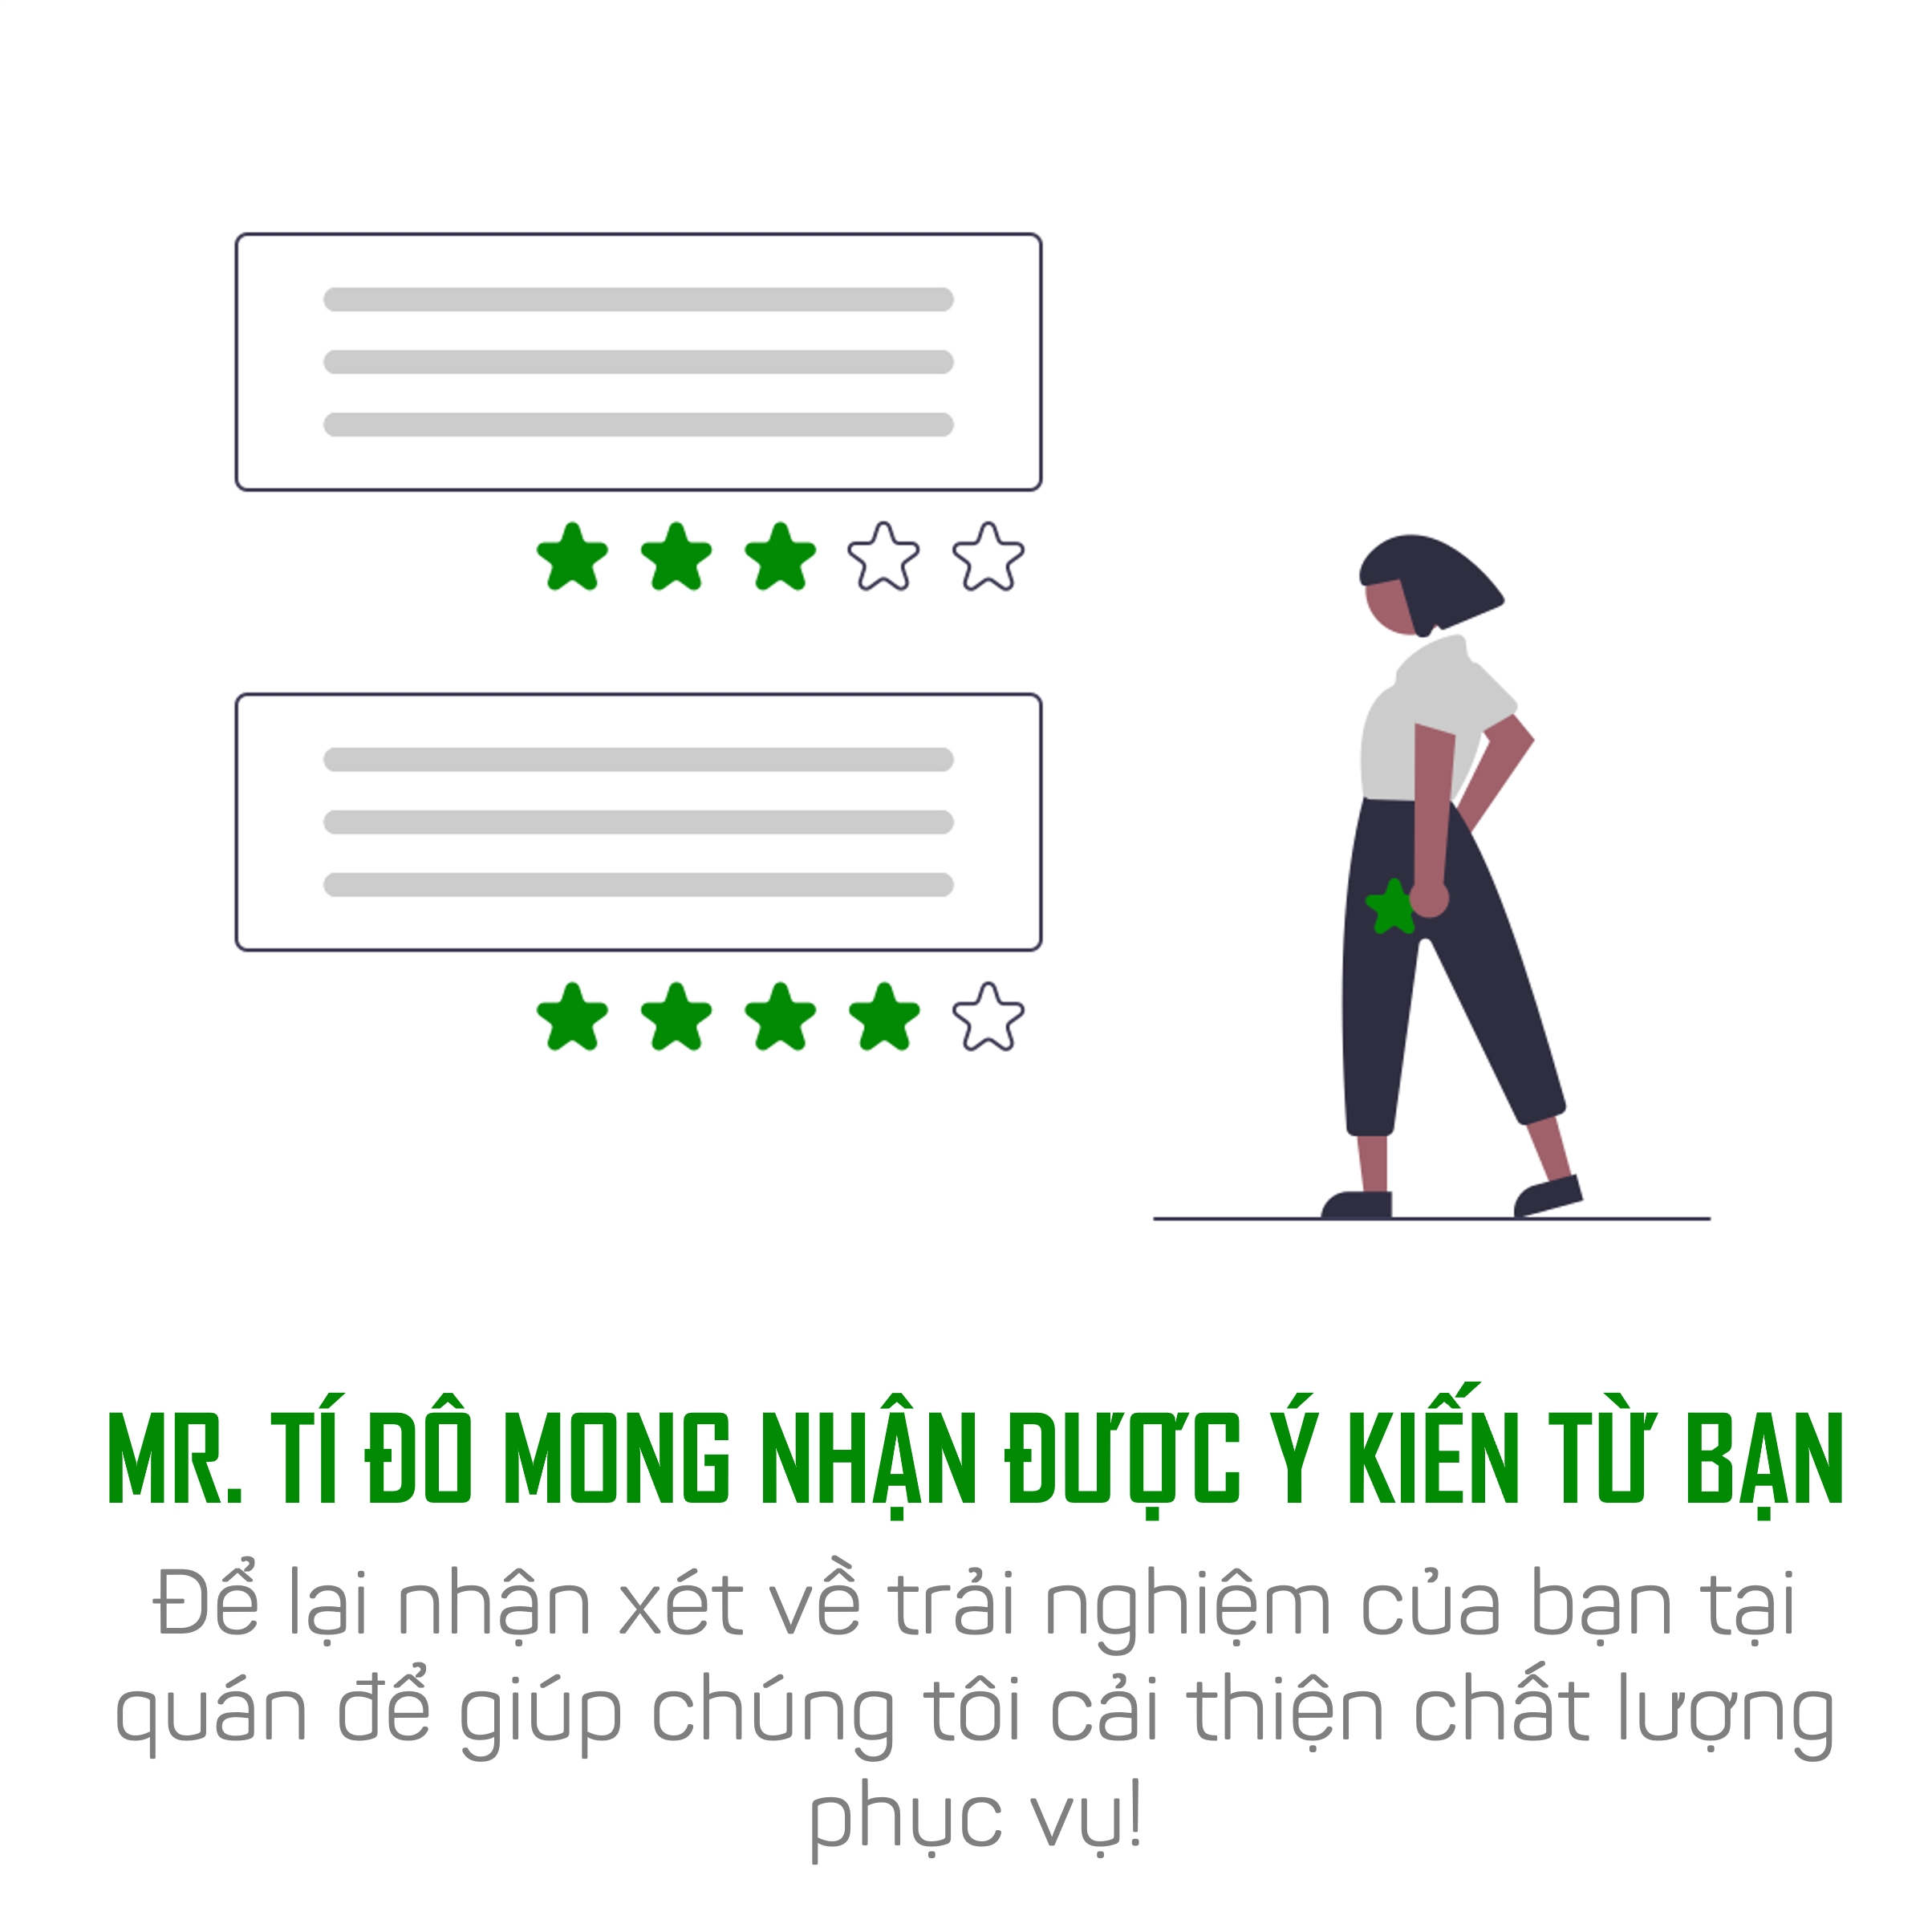 MR. TÍ ĐÔ MONG NHẬN ĐƯỢC Ý KIẾN TỪ BẠN
Để lại nhận xét về trải nghiệm của bạn tại
quán để giúp chúng tôi cải thiện chất lượng
phục vụ!